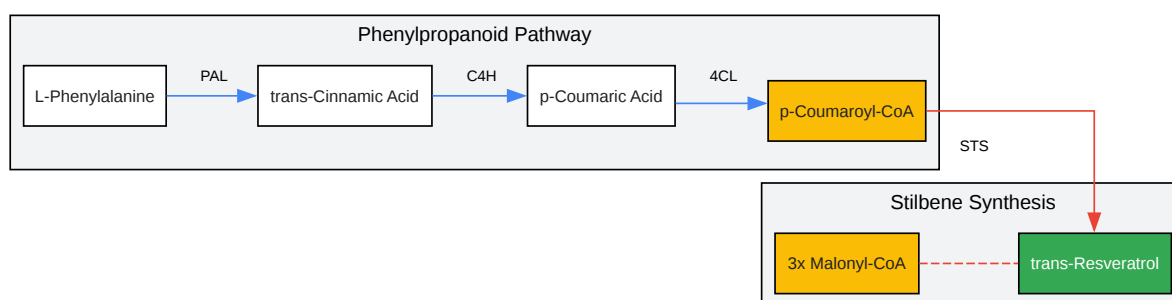 Phenylpropanoid Pathway
PAL
C4H
4CL
L-Phenylalanine
trans-Cinnamic Acid
p-Coumaric Acid
p-Coumaroyl-CoA
STS
Stilbene Synthesis
3x Malonyl-CoA
trans-Resveratrol